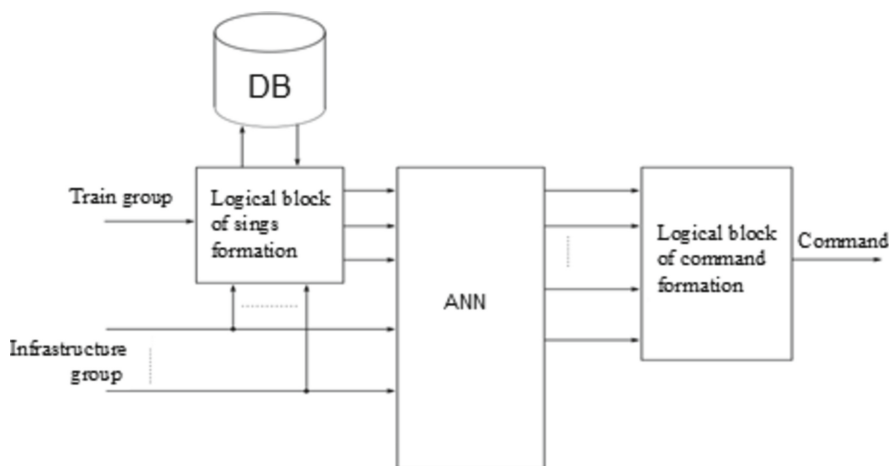 DB
Train group
Logical block
of sings
formation
Infrastructure
group
ANN
Logical block
of command
formation
Command